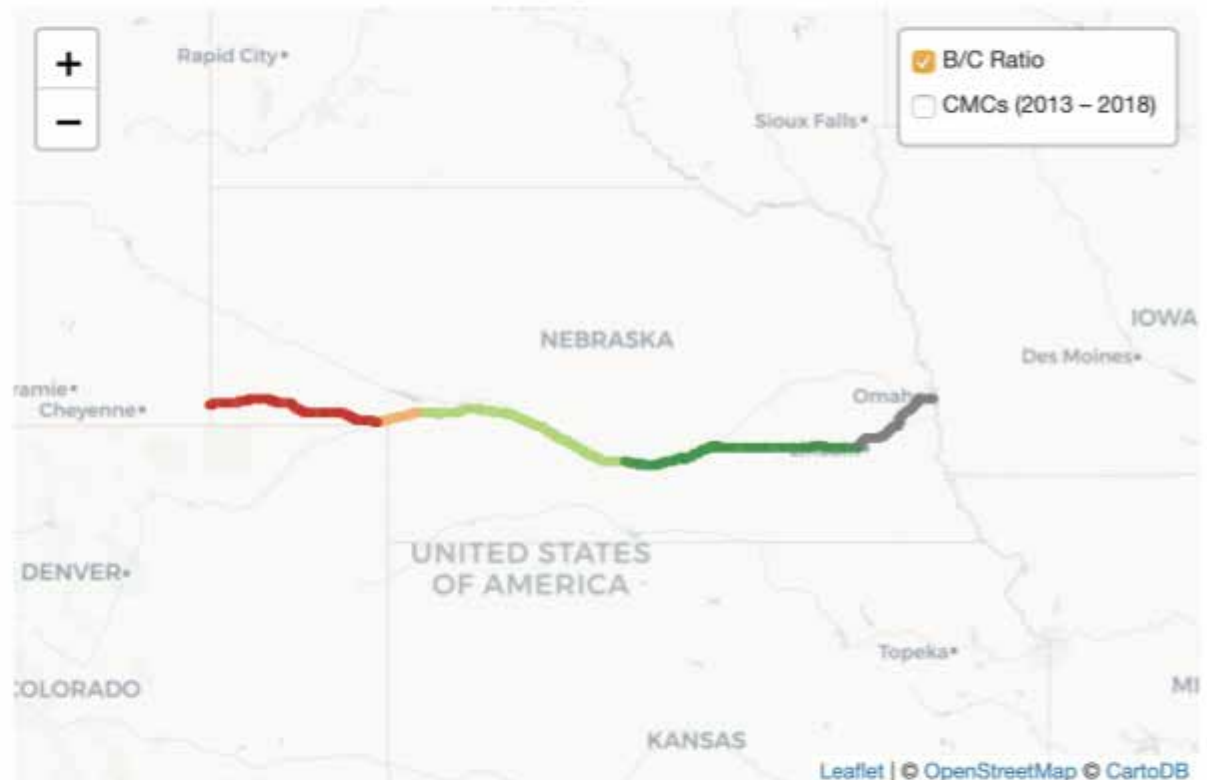 +
−
Rapid City
B/C Ratio
CMCs (2013 – 2018)
Sioux Falls
IOWA
NEBRASKA
Des Moines
ramie
Omah
Cheyenne
UNITED STATES
OF AMERICA
DENVER
Topeka
COLORADO
MI
KANSAS
Leaflet | © OpenStreetMap © CartoDB